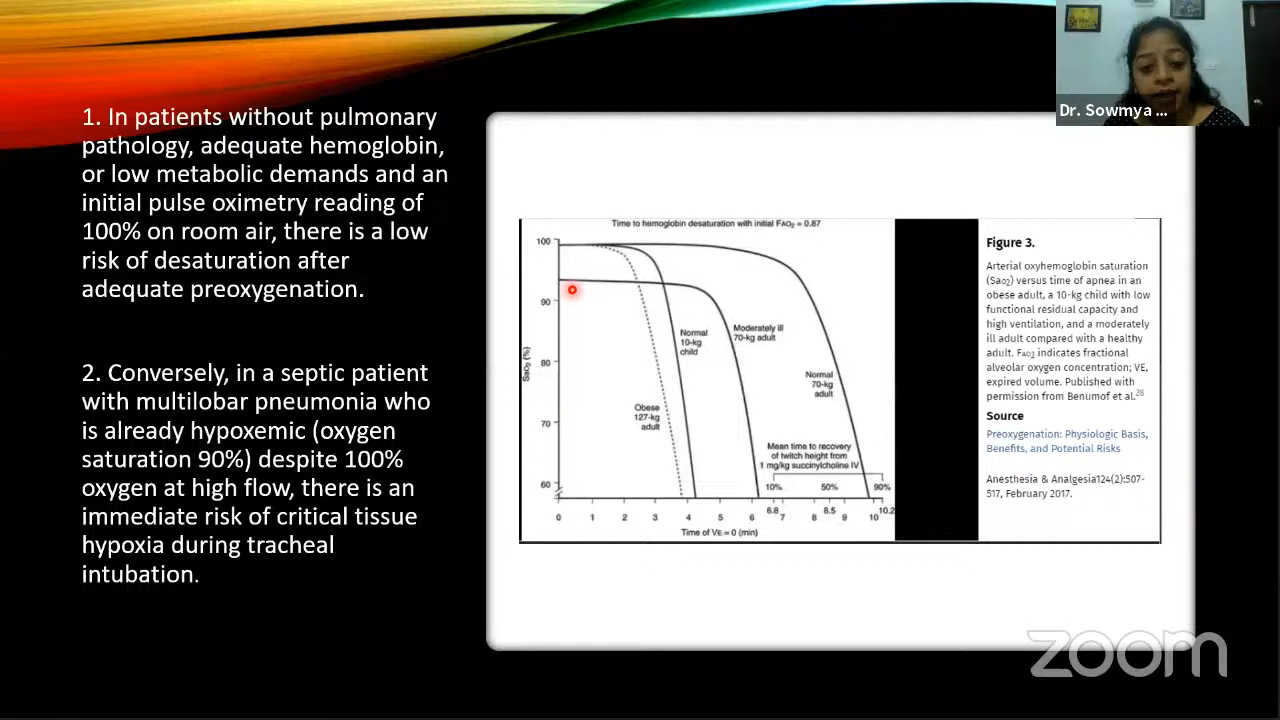 Dr. Sowmya ...
1. In patients without pulmonary
pathology, adequate hemoglobin,
or low metabolic demands and an
initial pulse oximetry reading of
100% on room air, there is a low
risk of desaturation after
adequate preoxygenation.
2. Conversely, in a septic patient
with multilobar pneumonia who
is already hypoxemic (oxygen
saturation 90%) despite 100%
oxygen at high flow, there is an
immediate risk of critical tissue
hypoxia during tracheal
intubation.
Time to hemoglobin desaturation with initial FAO2 = 0.87
100
90
80
70
60
SaO2 (%)
Normal
10-kg
child
Moderately ill
70-kg adult
Normal
70-kg
adult
Obese
127-kg
adult
Mean time to recovery
of twitch height from
1 mg/kg succinylcholine IV
10% 50% 90%
0 1 2 3 4 5 6 6.8 7 8 8.5 9 10 10.2
Time of VE = 0 (min)
Figure 3.
Arterial oxyhemoglobin saturation
(SaO2) versus time of apnea in an
obese adult, a 10-kg child with low
functional residual capacity and
high ventilation, and a moderately
ill adult compared with a healthy
adult. FAO2 indicates fractional
alveolar oxygen concentration; VE,
expired volume. Published with
permission from Benumof et al.28
Source
Preoxygenation: Physiologic Basis,
Benefits, and Potential Risks
Anesthesia & Analgesia124(2):507-
517, February 2017.
zoom